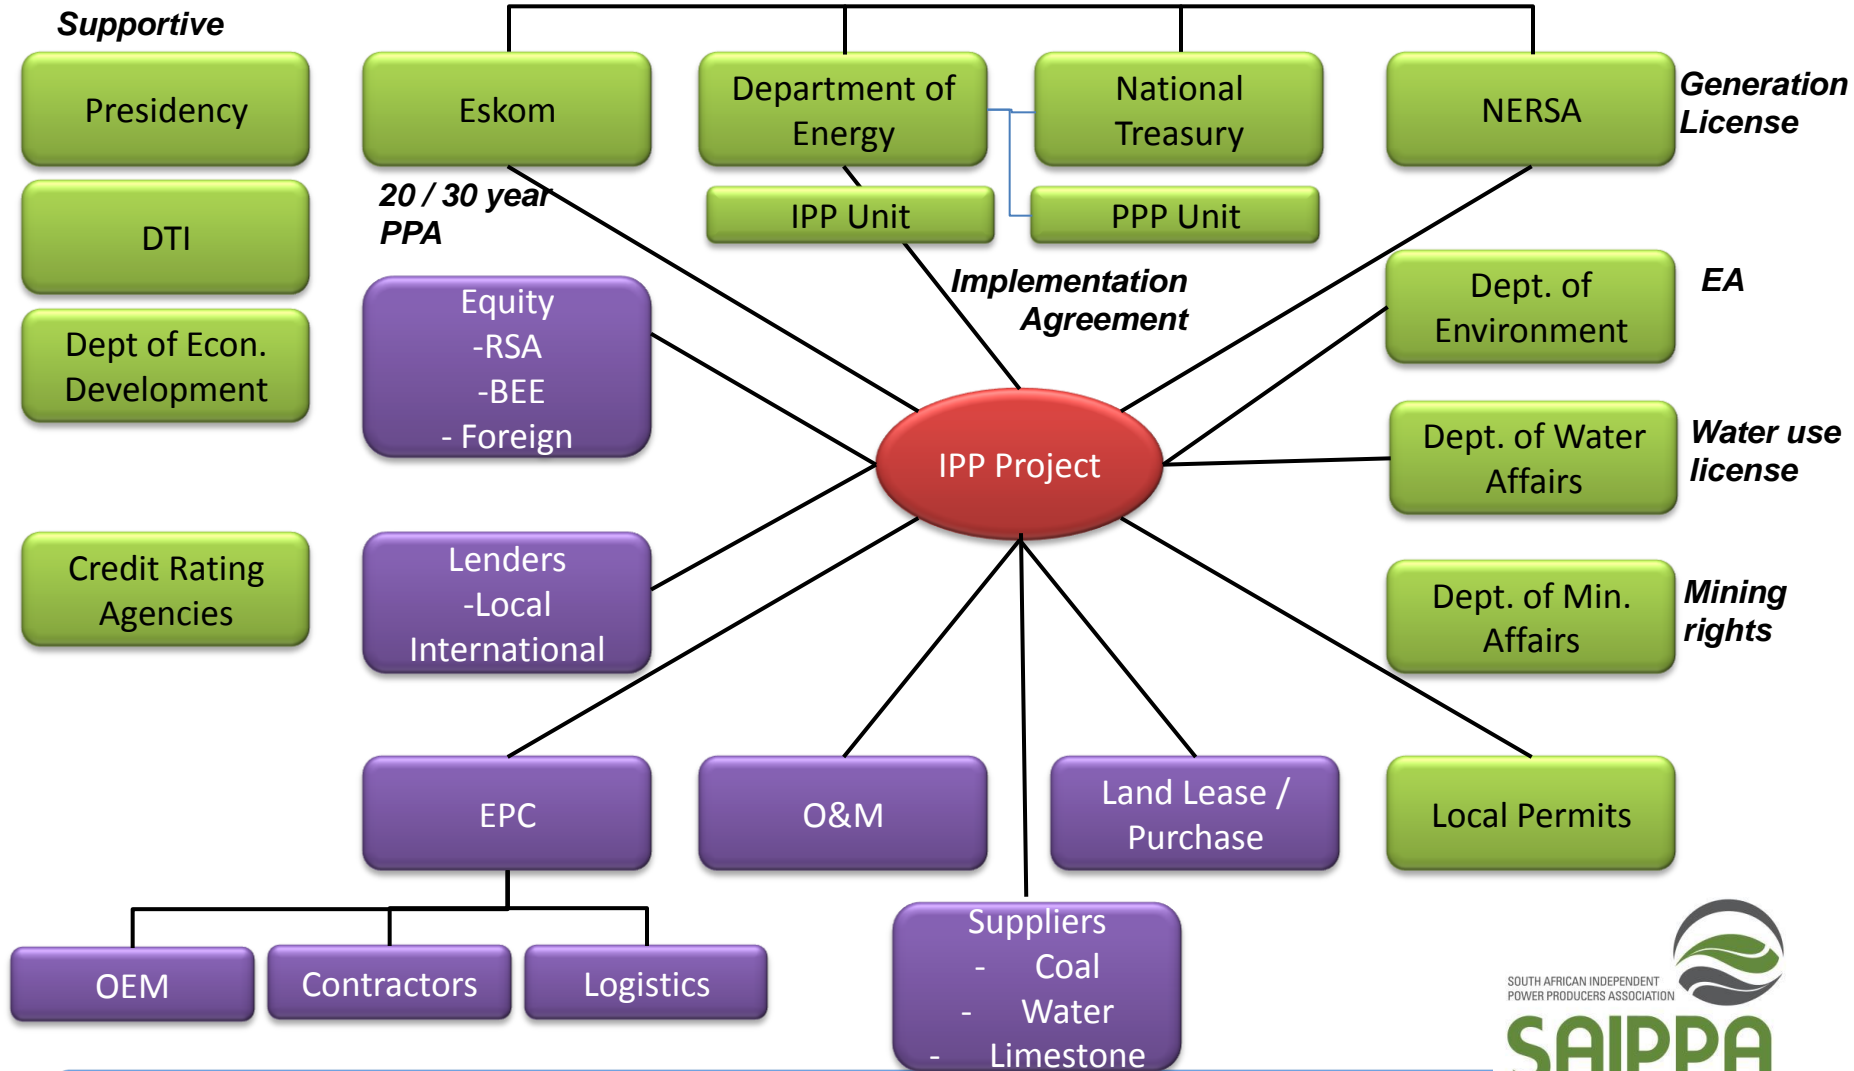 Supportive
Presidency
Eskom
Department of
Energy
National
Treasury
NERSA
Generation
License
DTI
20 / 30 year
PPA
IPP Unit
PPP Unit
Dept of Econ.
Development
Equity
-RSA
-BEE
- Foreign
Implementation
Agreement
Dept. of
Environment
EA
IPP Project
Dept. of Water
Affairs
Water use
license
Credit Rating
Agencies
Lenders
-Local
International
Dept. of Min.
Affairs
Mining
rights
EPC
O&M
Land Lease /
Purchase
Local Permits
OEM
Contractors
Logistics
Suppliers
- Coal
- Water
- Limestone
SOUTH AFRICAN INDEPENDENT
POWER PRODUCERS ASSOCIATION
SAIPPA